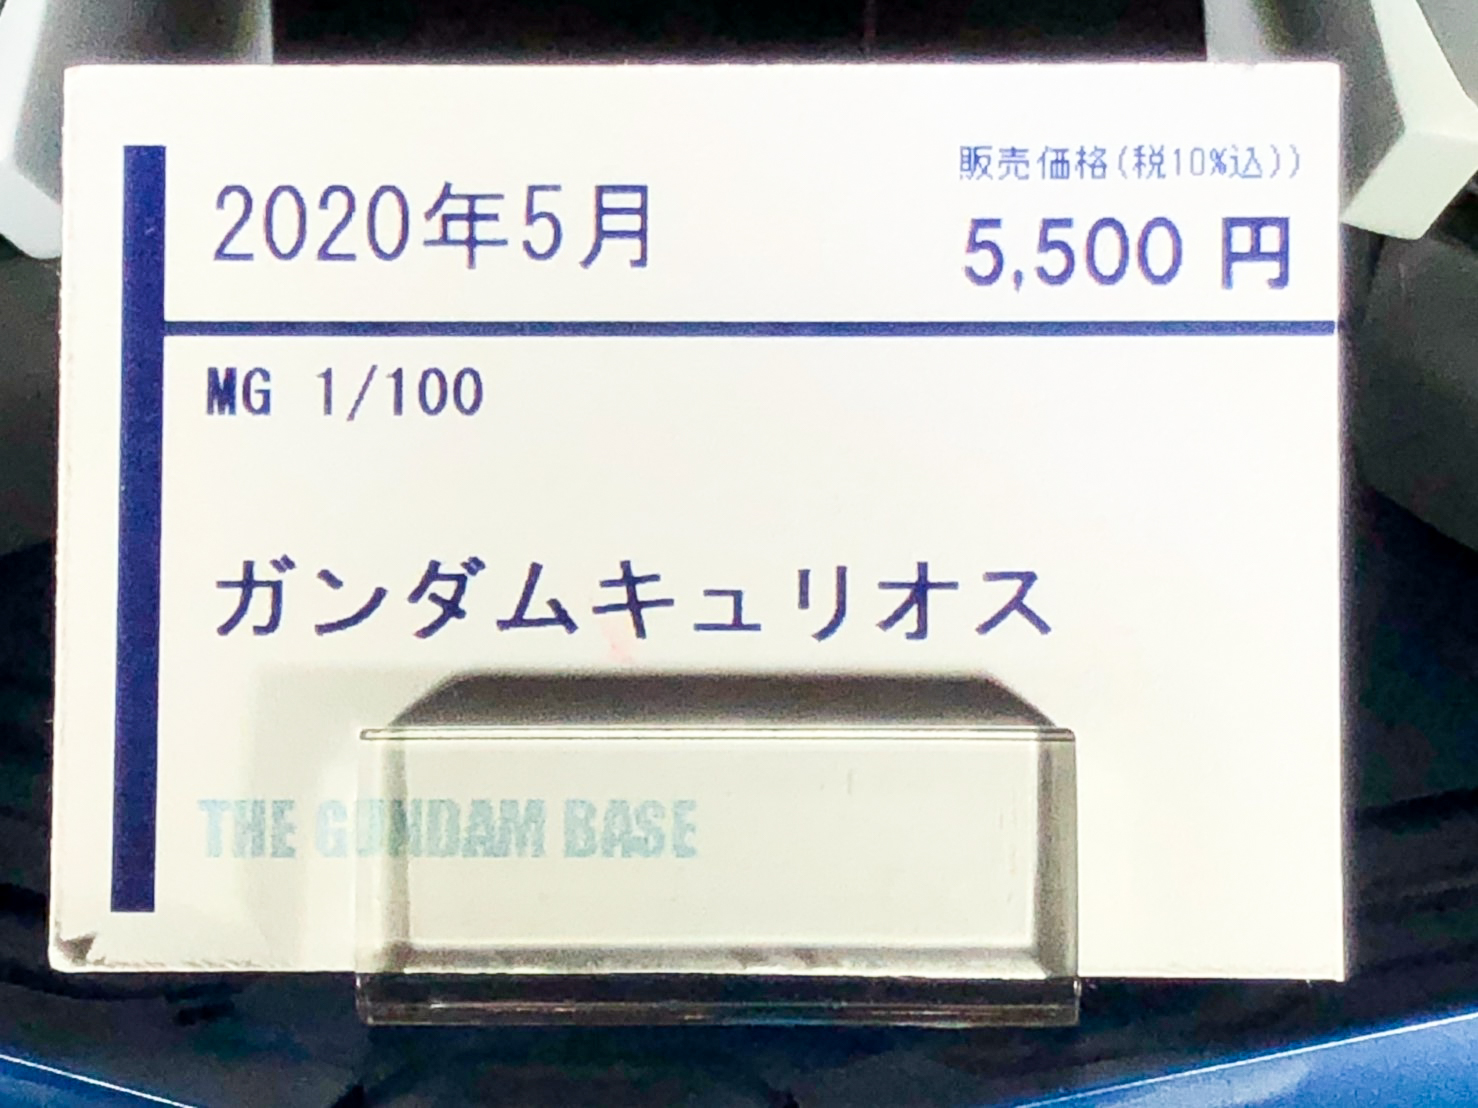 2020年5月
販売価格(税10%込))
5,500 円
MG 1/100
ガンダムキュリオス
THE GUNDAM BASE